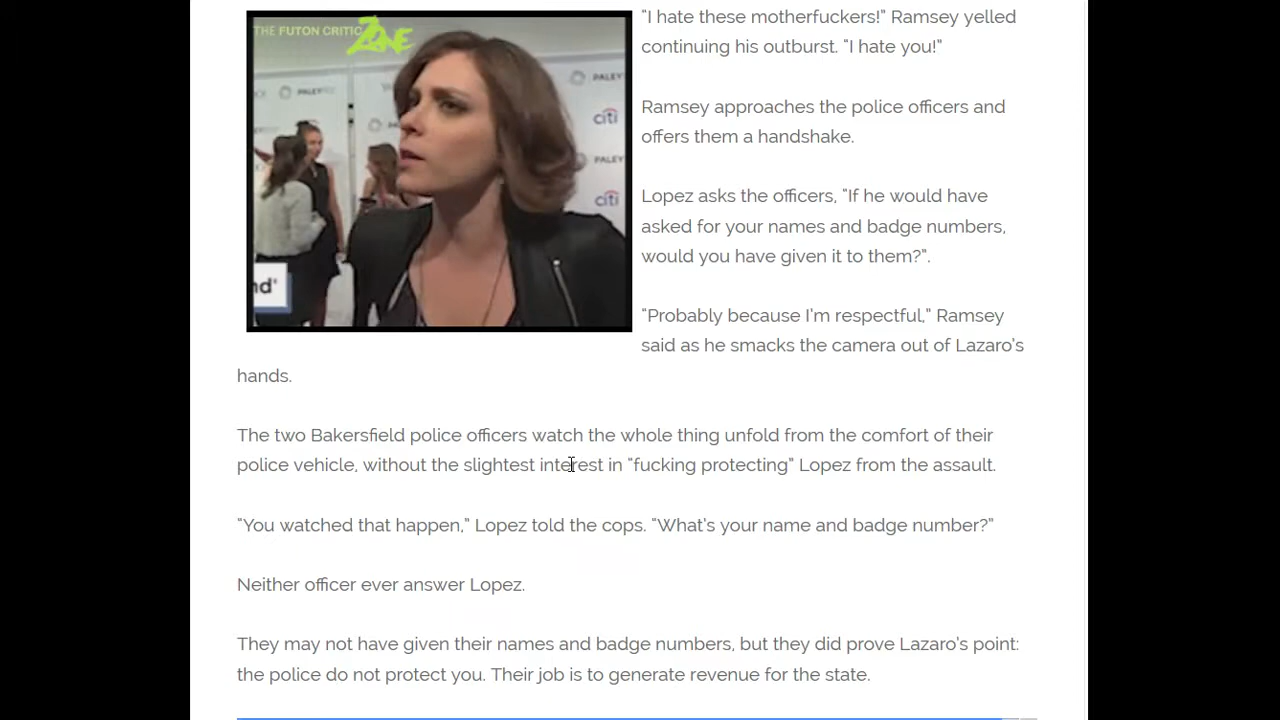 THE FUTON CRITIC ZONE
PALEY
PALEY
citi
PALEY
citi
nd'
"I hate these motherfuckers!" Ramsey yelled
continuing his outburst. "I hate you!"
Ramsey approaches the police officers and
offers them a handshake.
Lopez asks the officers, "If he would have
asked for your names and badge numbers,
would you have given it to them?".
"Probably because I'm respectful," Ramsey
said as he smacks the camera out of Lazaro's
hands.
The two Bakersfield police officers watch the whole thing unfold from the comfort of their
police vehicle, without the slightest interest in "fucking protecting" Lopez from the assault.
"You watched that happen," Lopez told the cops. "What's your name and badge number?"
Neither officer ever answer Lopez.
They may not have given their names and badge numbers, but they did prove Lazaro's point:
the police do not protect you. Their job is to generate revenue for the state.